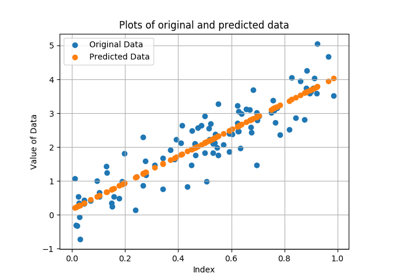 Plots of original and predicted data
Original Data
Predicted Data
5
4
3
2
1
0
−1
Value of Data
0.0 0.2 0.4 0.6 0.8 1.0
Index